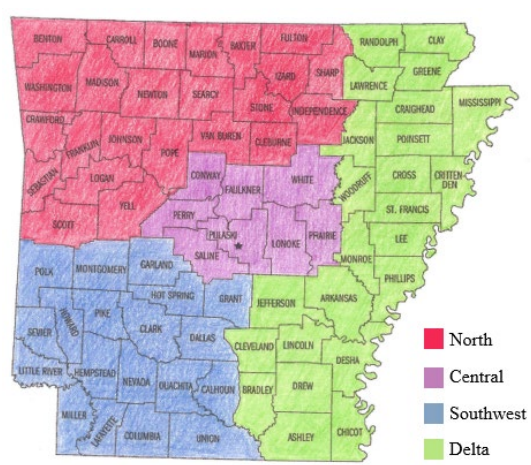 BENTON
CARROLL
BOONE
MARION
BAXTER
FULTON
RANDOLPH
CLAY
WASHINGTON
MADISON
NEWTON
SEARCY
IZARD
SHARP
LAWRENCE
GREENE
STONE
INDEPENDENCE
CRAIGHEAD
MISSISSIPPI
CRAWFORD
FRANKLIN
JOHNSON
POPE
VAN BUREN
CLEBURNE
JACKSON
POINSETT
SEBASTIAN
LOGAN
CONWAY
FAULKNER
WHITE
WOODRUFF
CROSS
CRITTEN
DEN
SCOTT
YELL
PERRY
PULASKI
SALINE
LONOKE
PRAIRIE
ST. FRANCIS
LEE
MONROE
PHILLIPS
POLK
MONTGOMERY
GARLAND
HOT SPRING
GRANT
JEFFERSON
ARKANSAS
SEVIER
HOWARD
PIKE
CLARK
DALLAS
CLEVELAND
LINCOLN
DESHA
LITTLE RIVER
HEMPSTEAD
NEVADA
OUACHITA
CALHOUN
BRADLEY
DREW
MILLER
LAFAYETTE
COLUMBIA
UNION
ASHLEY
CHICOT
North
Central
Southwest
Delta